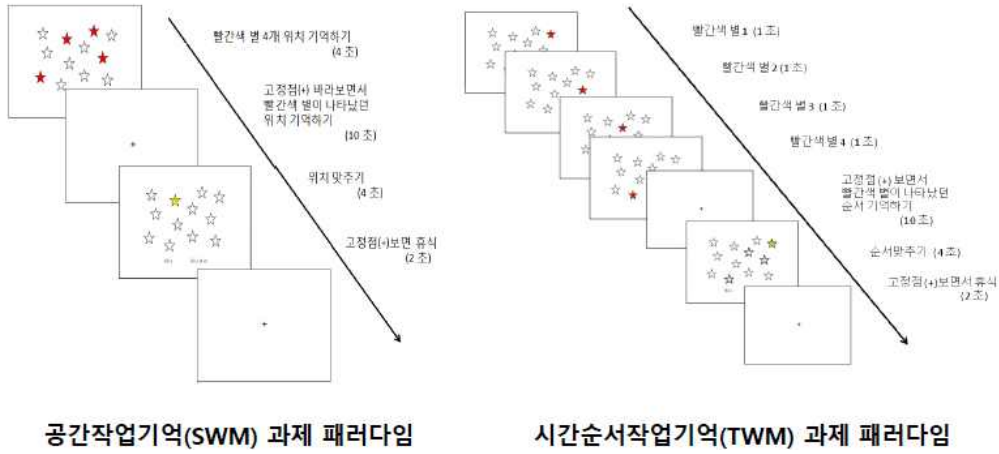 빨간색 별 4개 위치 기억하기
(4 초)
고정점(+) 바라보면서
빨간색 별이 나타났던
위치 기억하기
(10 초)
위치 맞추기
(4 초)
고정점(+)보면 휴식
(2 초)
공간작업기억(SWM) 과제 패러다임
빨간색 별1 (1초)
빨간색 별2 (1초)
빨간색 별3 (1초)
빨간색 별4 (1초)
고정점(+)보면서
빨간색 별이 나타났던
순서 기억하기
(10초)
순서맞추기 (4초)
고정점(+)보면서 휴식
(2초)
시간순서작업기억(TWM) 과제 패러다임